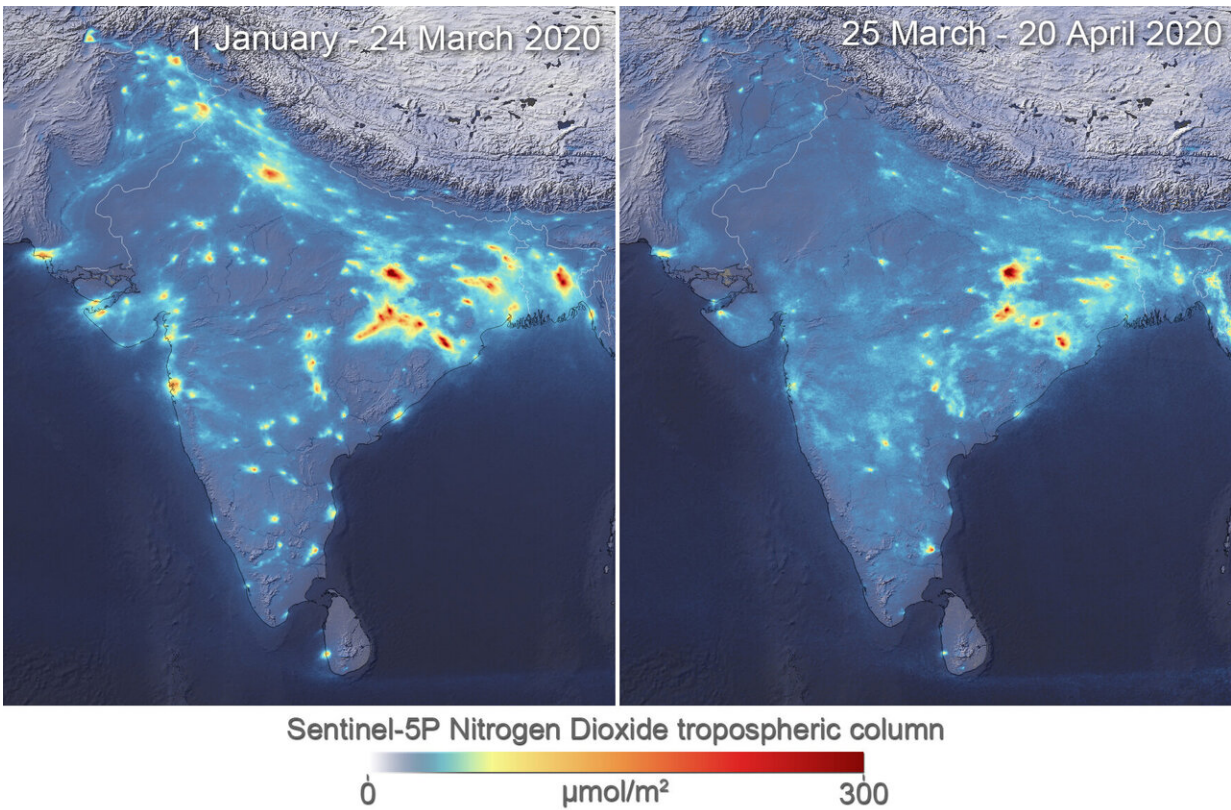 1 January - 24 March 2020
25 March - 20 April 2020
Sentinel-5P Nitrogen Dioxide tropospheric column
0
µmol/m²
300